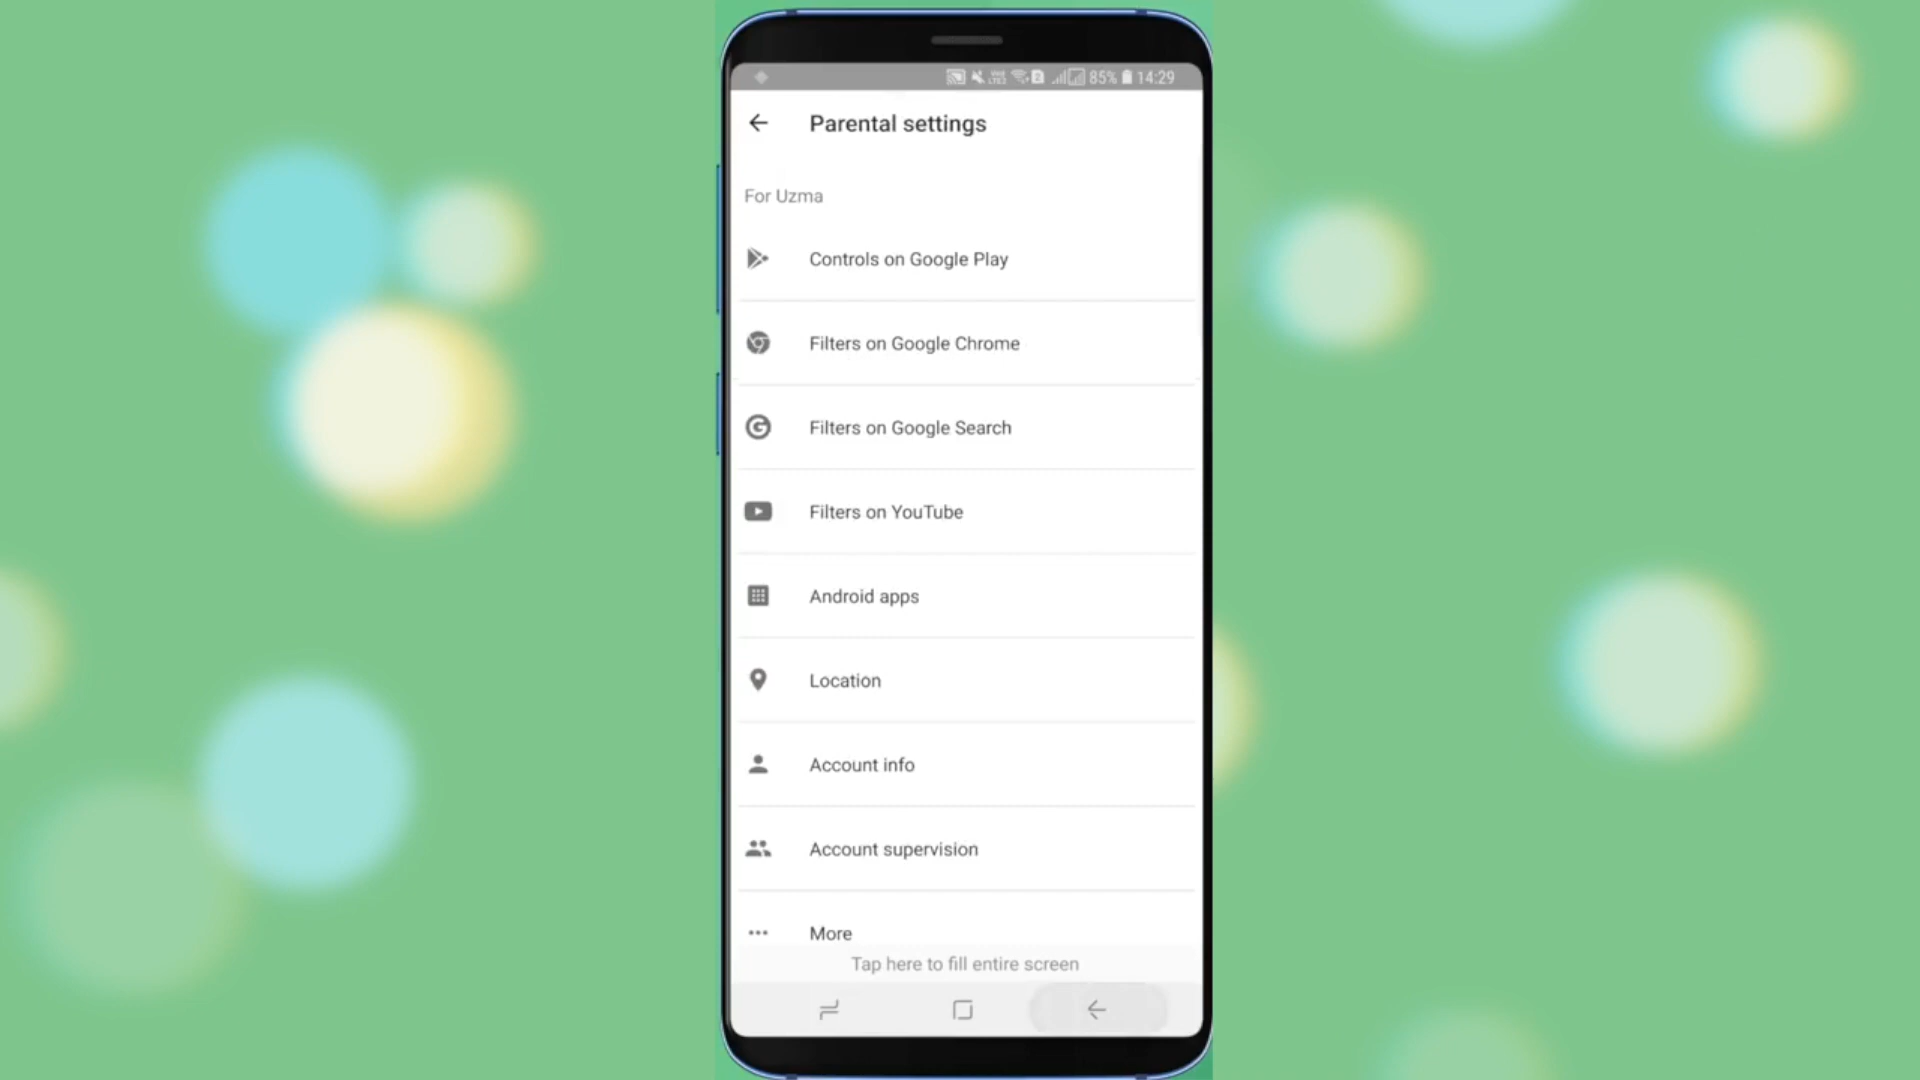 85% 14:29
Parental settings
For Uzma
Controls on Google Play
Filters on Google Chrome
Filters on Google Search
Filters on YouTube
Android apps
Location
Account info
Account supervision
More
Tap here to fill entire screen